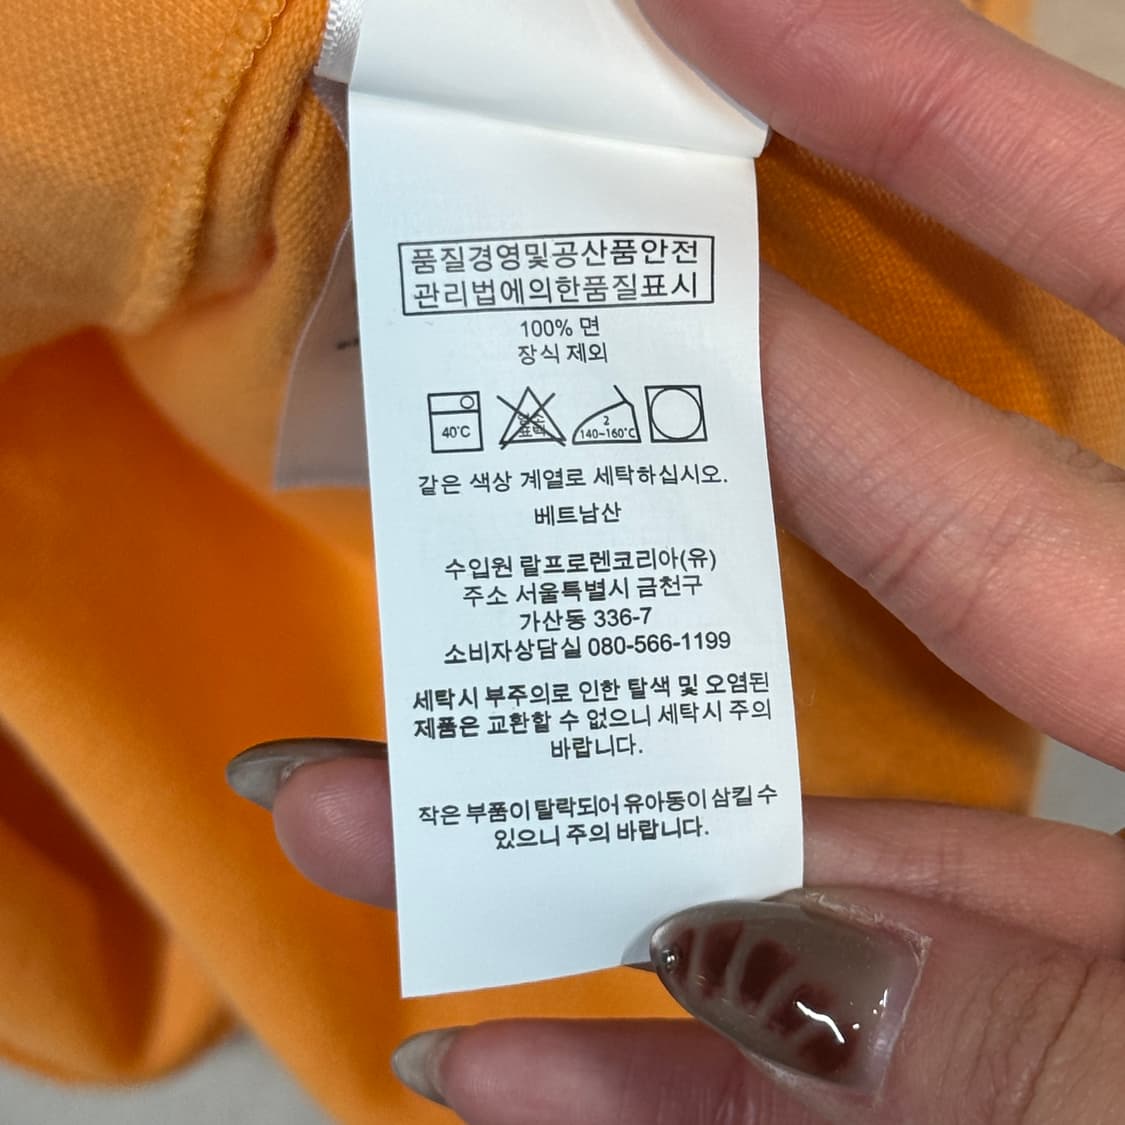 품질경영및공산품안전
관리법에의한품질표시
100% 면
장식 제외
40℃
염소
표백
2
140~160℃
같은 색상 계열로 세탁하십시오.
베트남산
수입원 랄프로렌코리아(유)
주소 서울특별시 금천구
가산동 336-7
소비자상담실 080-566-1199
세탁시 부주의로 인한 탈색 및 오염된
제품은 교환할 수 없으니 세탁시 주의
바랍니다.
작은 부품이 탈락되어 유아동이 삼킬 수
있으니 주의 바랍니다.